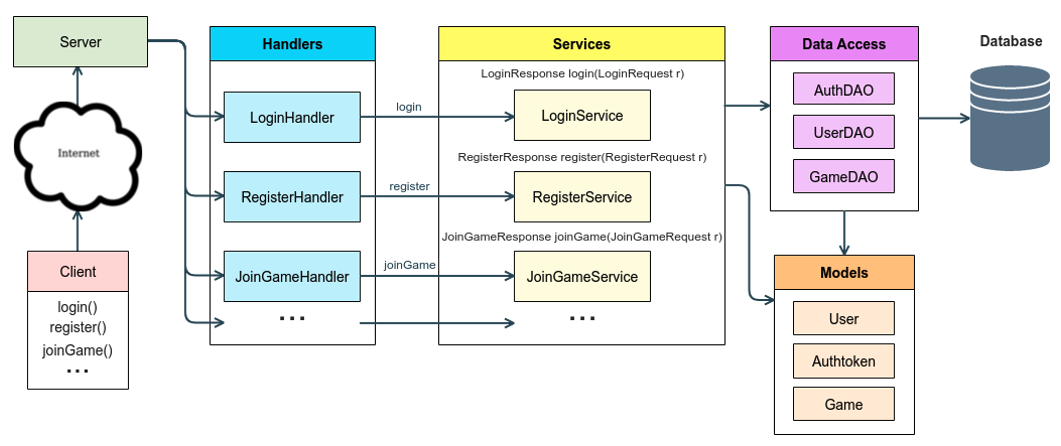 Server
Internet
Client
login()
register()
joinGame()
...
Handlers
LoginHandler
RegisterHandler
JoinGameHandler
...
login
register
joinGame
Services
LoginResponse login(LoginRequest r)
LoginService
RegisterResponse register(RegisterRequest r)
RegisterService
JoinGameResponse joinGame(JoinGameRequest r)
JoinGameService
...
Data Access
AuthDAO
UserDAO
GameDAO
Models
User
Authtoken
Game
Database